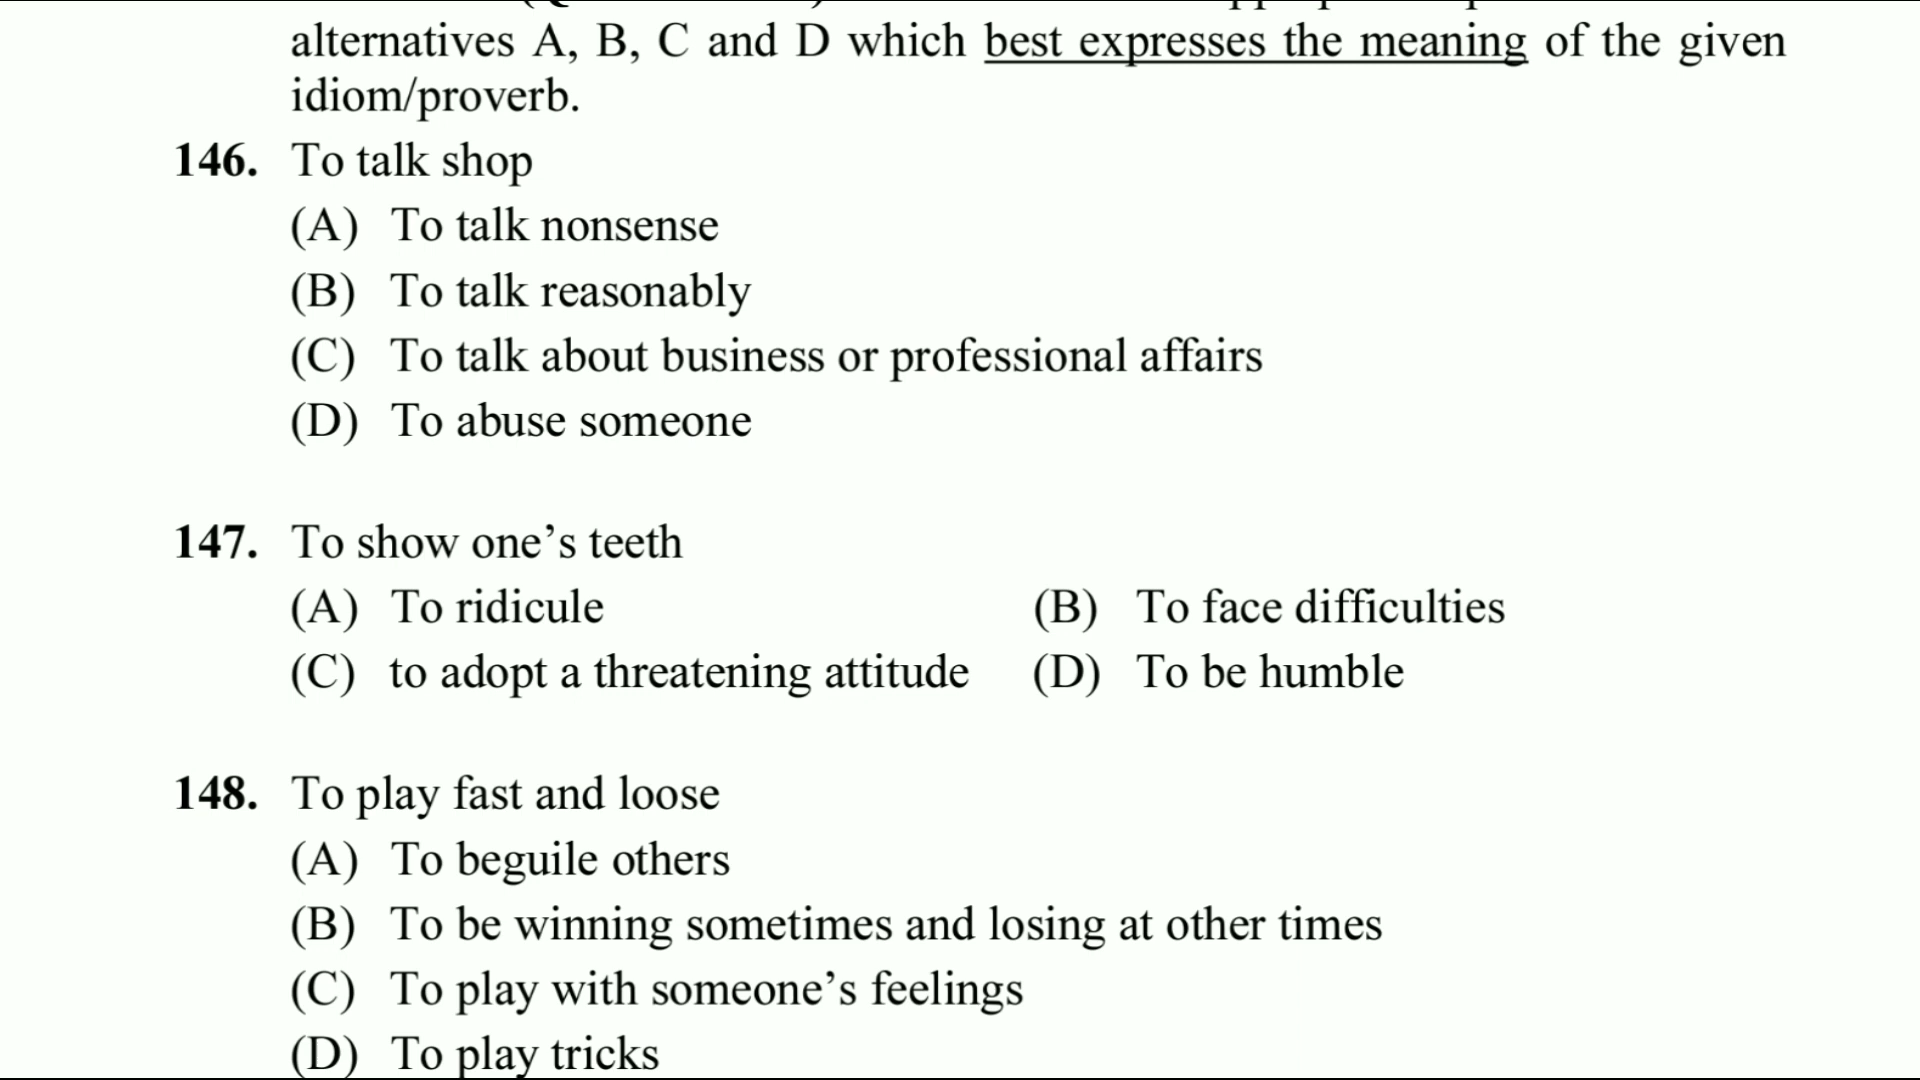 alternatives A, B, C and D which best expresses the meaning of the given
idiom/proverb.
146. To talk shop
(A) To talk nonsense
(B) To talk reasonably
(C) To talk about business or professional affairs
(D) To abuse someone
147. To show one’s teeth
(A) To ridicule (B) To face difficulties
(C) to adopt a threatening attitude (D) To be humble
148. To play fast and loose
(A) To beguile others
(B) To be winning sometimes and losing at other times
(C) To play with someone’s feelings
(D) To play tricks